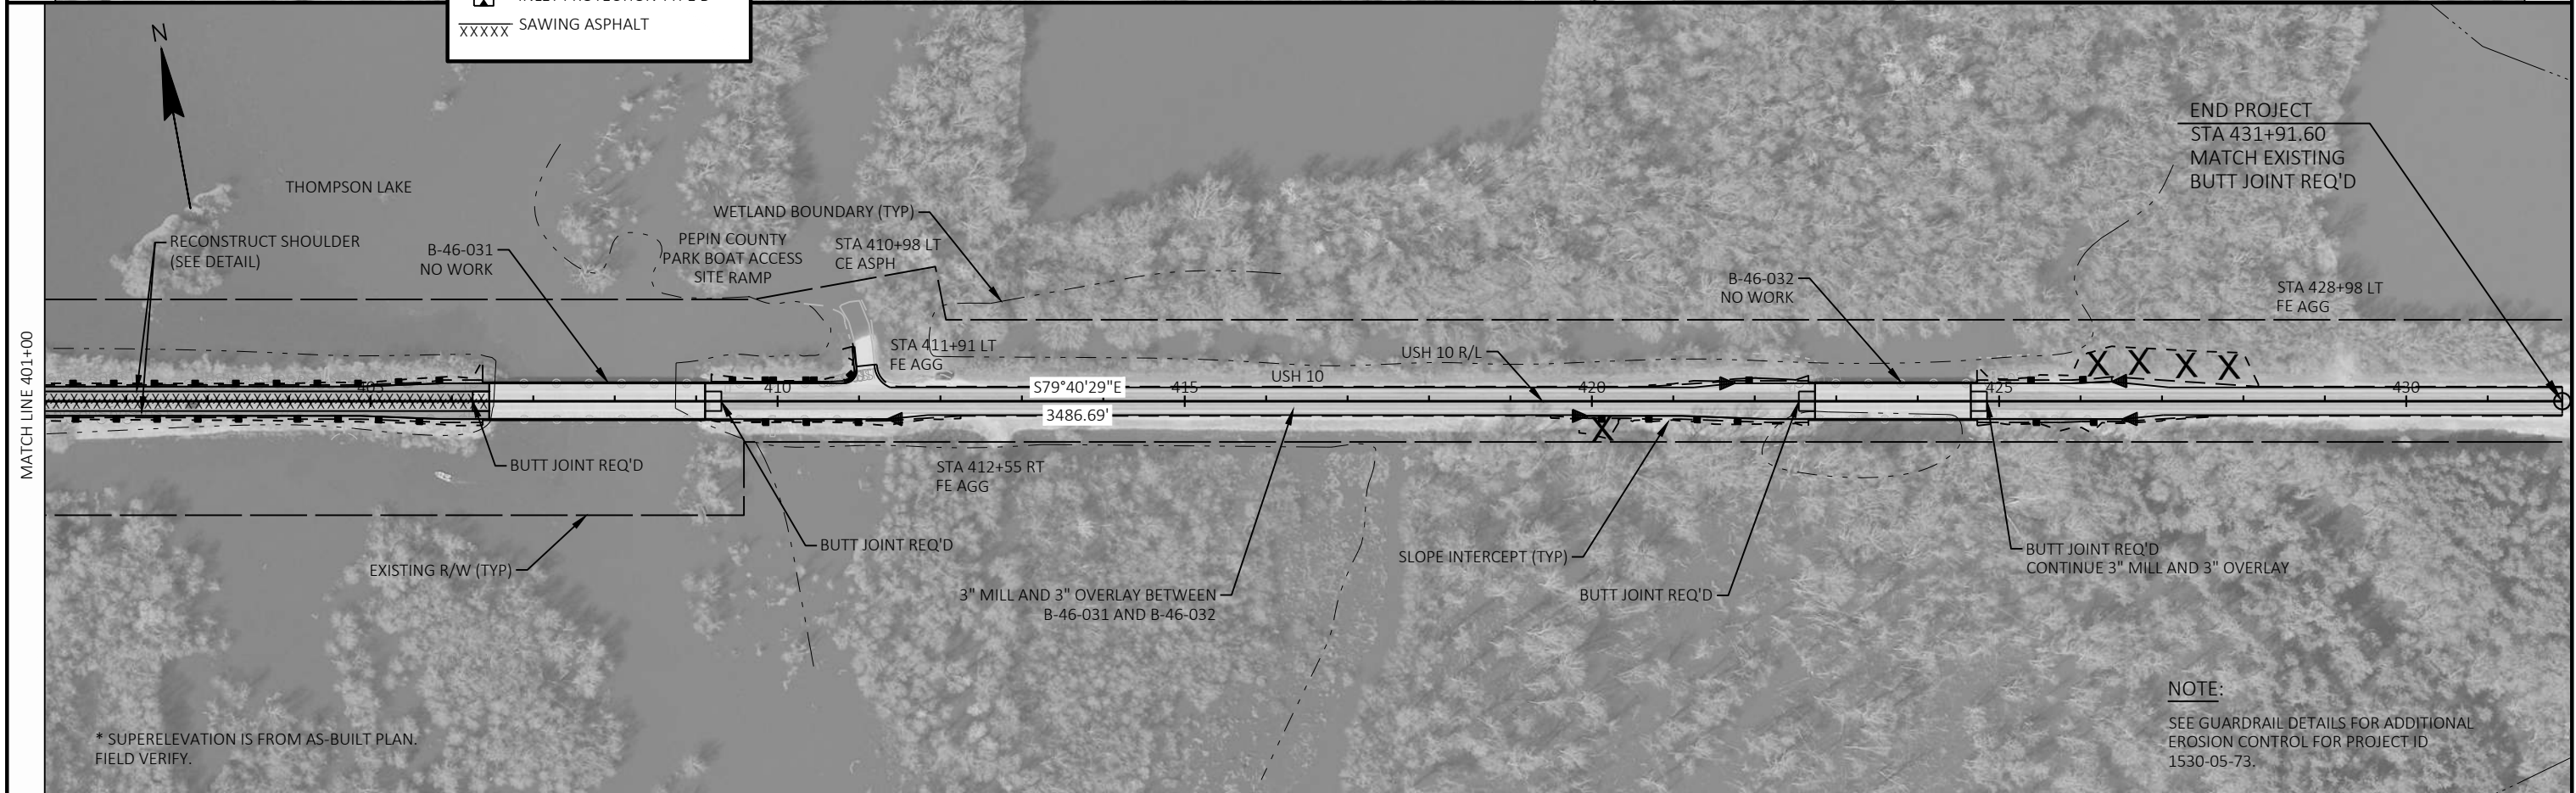 SAWING ASPHALT
XXXXX
N
THOMPSON LAKE
RECONSTRUCT SHOULDER
(SEE DETAIL)
B-46-031
NO WORK
WETLAND BOUNDARY (TYP)
PEPIN COUNTY
PARK BOAT ACCESS
SITE RAMP
STA 410+98 LT
CE ASPH
STA 411+91 LT
FE AGG
B-46-032
NO WORK
END PROJECT
STA 431+91.60
MATCH EXISTING
BUTT JOINT REQ'D
STA 428+98 LT
FE AGG
MATCH LINE 401+00
USH 10 R/L
USH 10
X X X X
405
410
S79°40'29"E
415
420
425
430
3486.69'
X
BUTT JOINT REQ'D
STA 412+55 RT
FE AGG
BUTT JOINT REQ'D
EXISTING R/W (TYP)
3" MILL AND 3" OVERLAY BETWEEN
B-46-031 AND B-46-032
SLOPE INTERCEPT (TYP)
BUTT JOINT REQ'D
BUTT JOINT REQ'D
CONTINUE 3" MILL AND 3" OVERLAY
* SUPERELEVATION IS FROM AS-BUILT PLAN.
FIELD VERIFY.
NOTE:
SEE GUARDRAIL DETAILS FOR ADDITIONAL
EROSION CONTROL FOR PROJECT ID
1530-05-73.